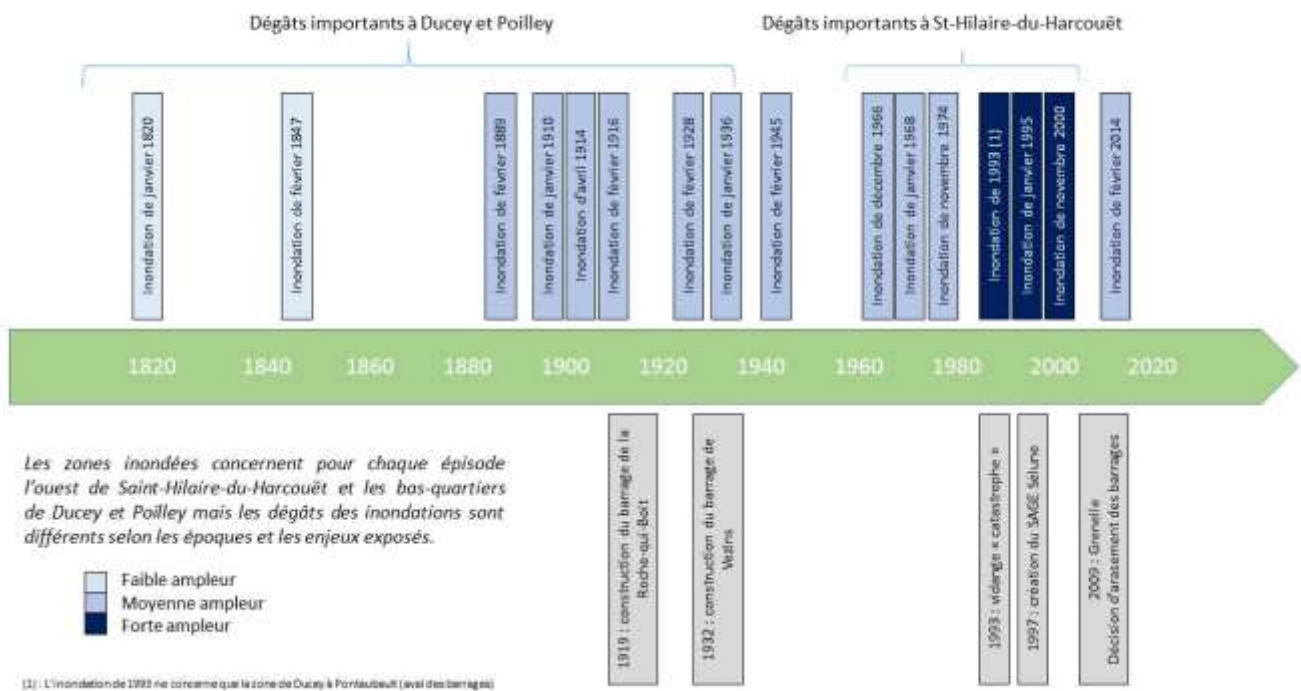 Dégâts importants à Ducey et Poilley
Dégâts importants à St-Hilaire-du-Harcouët
Inondation de janvier 1820
Inondation de février 1847
Inondation de février 1889
Inondation de janvier 1910
Inondation d'avril 1914
Inondation de février 1916
Inondation de février 1928
Inondation de janvier 1936
Inondation de février 1945
Inondation de décembre 1966
Inondation de janvier 1968
Inondation de novembre 1974
Inondation de 1993 (1)
Inondation de janvier 1995
Inondation de novembre 2000
Inondation de février 2014
1820 1840 1860 1880 1900 1920 1940 1960 1980 2000 2020
1919 : construction du barrage de la
Roche-qui-Boit
1932 : construction du barrage de
Vezins
1993 : vidange « catastrophe »
1997 : création du SAGE Sélune
2009 : Grenelle
Décision d'arasement des barrages
Les zones inondées concernent pour chaque épisode
l'ouest de Saint-Hilaire-du-Harcouët et les bas-quartiers
de Ducey et Poilley mais les dégâts des inondations sont
différents selon les époques et les enjeux exposés.
Faible ampleur
Moyenne ampleur
Forte ampleur
(1) : L'inondation de 1993 ne concerne que la zone de Ducey à Pontaubault (aval des barrages)